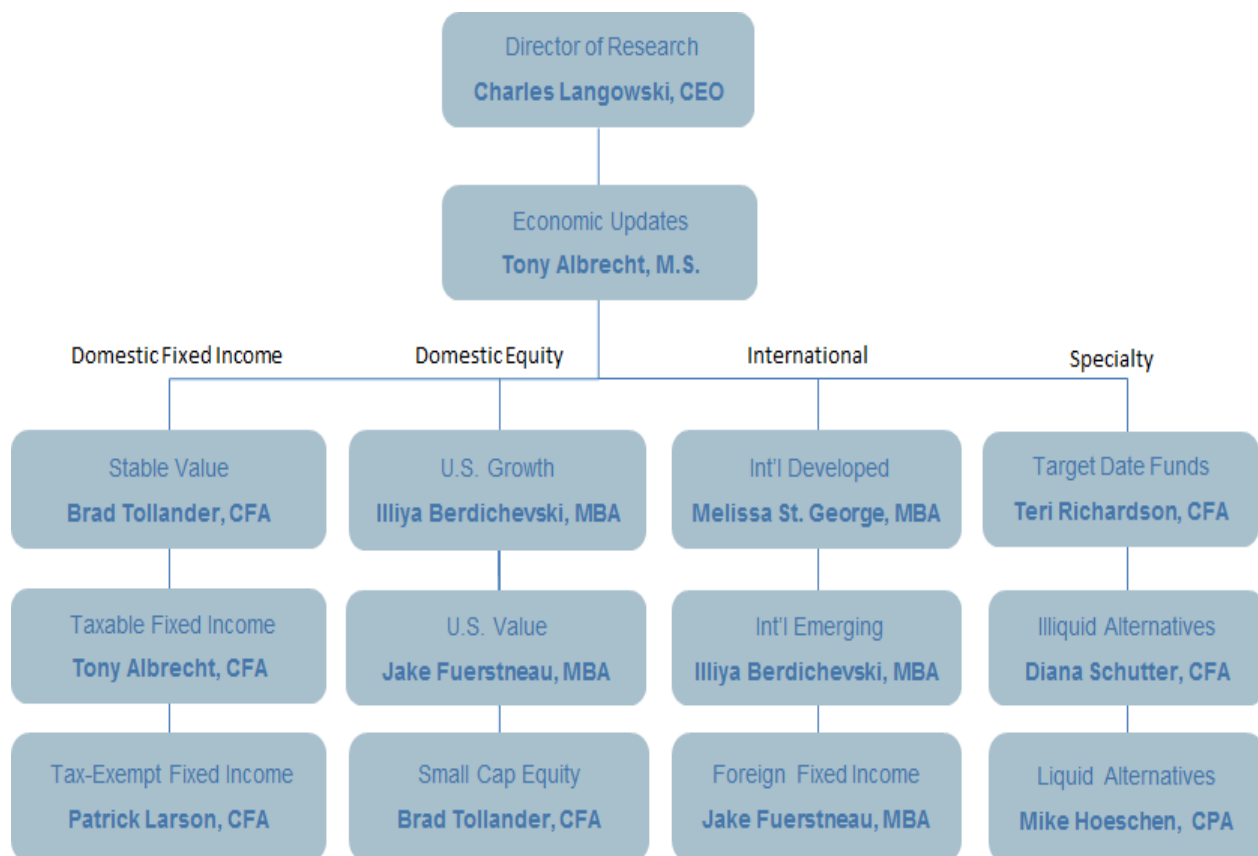 Director of Research
Charles Langowski, CEO
Economic Updates
Tony Albrecht, M.S.
Domestic Fixed Income
Domestic Equity
International
Specialty
Stable Value
Brad Tollander, CFA
U.S. Growth
Illiya Berdichevski, MBA
Int'l Developed
Melissa St. George, MBA
Target Date Funds
Teri Richardson, CFA
Taxable Fixed Income
Tony Albrecht, CFA
U.S. Value
Jake Fuerstneau, MBA
Int'l Emerging
Illiya Berdichevski, MBA
Illiquid Alternatives
Diana Schutter, CFA
Tax-Exempt Fixed Income
Patrick Larson, CFA
Small Cap Equity
Brad Tollander, CFA
Foreign Fixed Income
Jake Fuerstneau, MBA
Liquid Alternatives
Mike Hoeschen, CPA